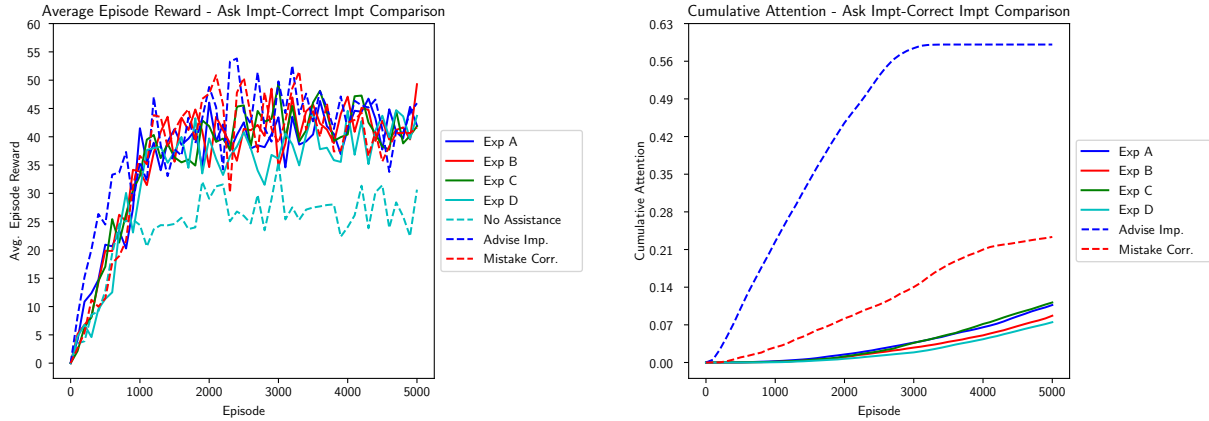 Average Episode Reward - Ask Impt-Correct Impt Comparison
60
55
50
45
40
35
30
25
20
15
10
5
0
Avg. Episode Reward
0 1000 2000 3000 4000 5000
Episode
Exp A
Exp B
Exp C
Exp D
No Assistance
Advise Imp.
Mistake Corr.
Cumulative Attention - Ask Impt-Correct Impt Comparison
0.63
0.56
0.49
0.42
0.35
0.28
0.21
0.14
0.07
0.00
Cumulative Attention
0 1000 2000 3000 4000 5000
Episode
Exp A
Exp B
Exp C
Exp D
Advise Imp.
Mistake Corr.